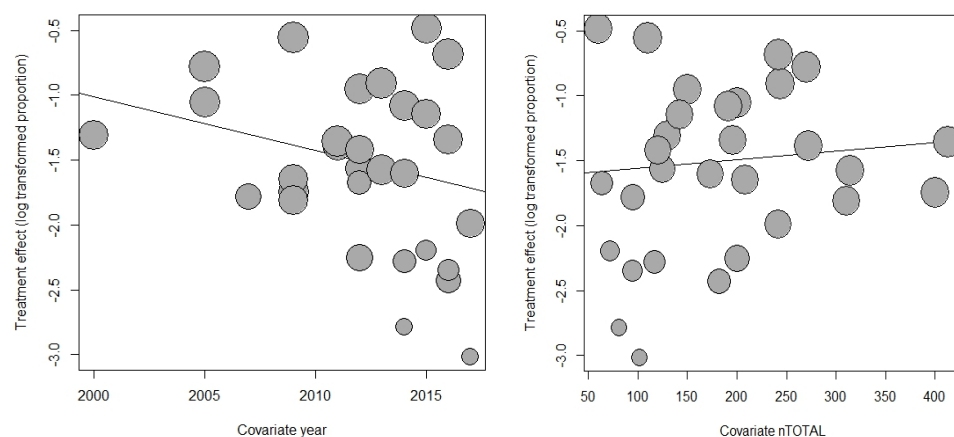 Treatment effect (log transformed proportion)
-0.5
-1.0
-1.5
-2.0
-2.5
-3.0
2000 2005 2010 2015
Covariate year
Treatment effect (log transformed proportion)
-0.5
-1.0
-1.5
-2.0
-2.5
-3.0
50 100 150 200 250 300 350 400
Covariate nTOTAL